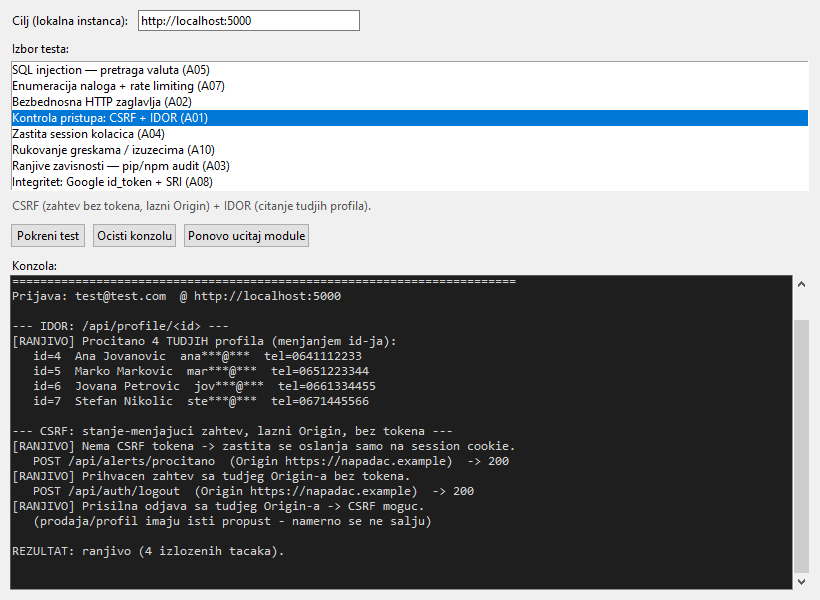 Cilj (lokalna instanca): http://localhost:5000
Izbor testa:
SQL injection — pretraga valuta (A05)
Enumeracija naloga + rate limiting (A07)
Bezbednosna HTTP zaglavlja (A02)
Kontrola pristupa: CSRF + IDOR (A01)
Zastita session kolacica (A04)
Rukovanje greskama / izuzecima (A10)
Ranjive zavisnosti — pip/npm audit (A03)
Integritet: Google id_token + SRI (A08)
CSRF (zahtev bez tokena, lazni Origin) + IDOR (citanje tudjih profila).
Pokreni test Ocisti konzolu Ponovo ucitaj module
Konzola:
========================================================================
Prijava: test@test.com @ http://localhost:5000
--- IDOR: /api/profile/<id> ---
[RANJIVO] Procitano 4 TUDJIH profila (menjanjem id-ja):
id=4 Ana Jovanovic ana***@*** tel=0641112233
id=5 Marko Markovic mar***@*** tel=0651223344
id=6 Jovana Petrovic jov***@*** tel=0661334455
id=7 Stefan Nikolic ste***@*** tel=0671445566
--- CSRF: stanje-menjajuci zahtev, lazni Origin, bez tokena ---
[RANJIVO] Nema CSRF tokena -> zastita se oslanja samo na session cookie.
POST /api/alerts/procitano (Origin https://napadac.example) -> 200
[RANJIVO] Prihvacen zahtev sa tudjeg Origin-a bez tokena.
POST /api/auth/logout (Origin https://napadac.example) -> 200
[RANJIVO] Prisilna odjava sa tudjeg Origin-a -> CSRF moguc.
(prodaja/profil imaju isti propust - namerno se ne salju)
REZULTAT: ranjivo (4 izlozenih tacaka).